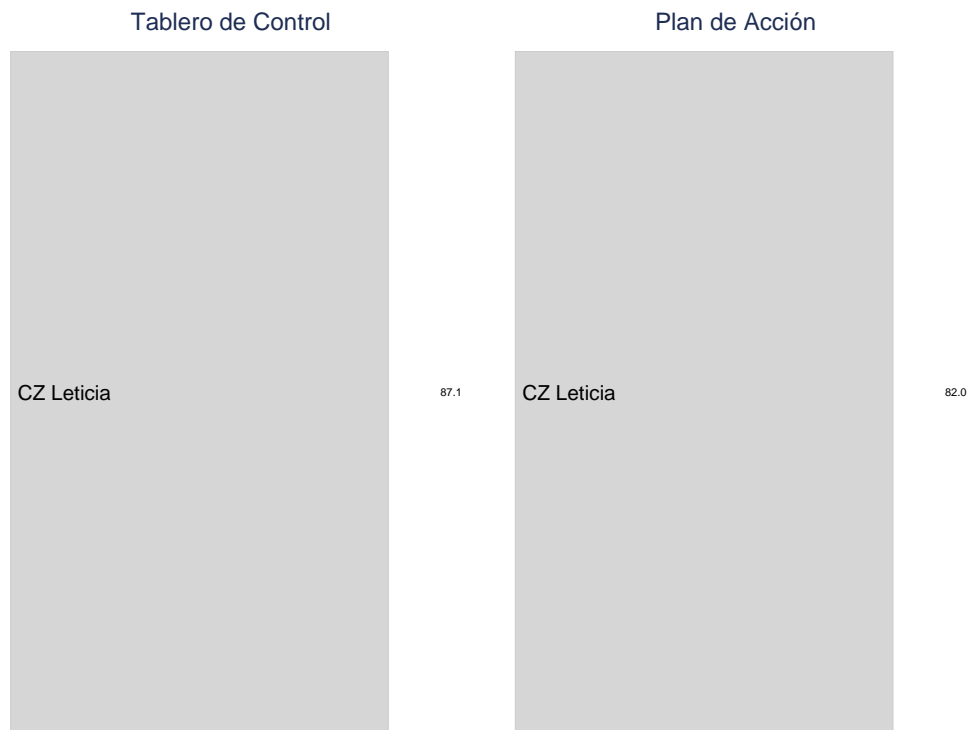 Tablero de Control
CZ Leticia 87.1
Plan de Acción
CZ Leticia 82.0